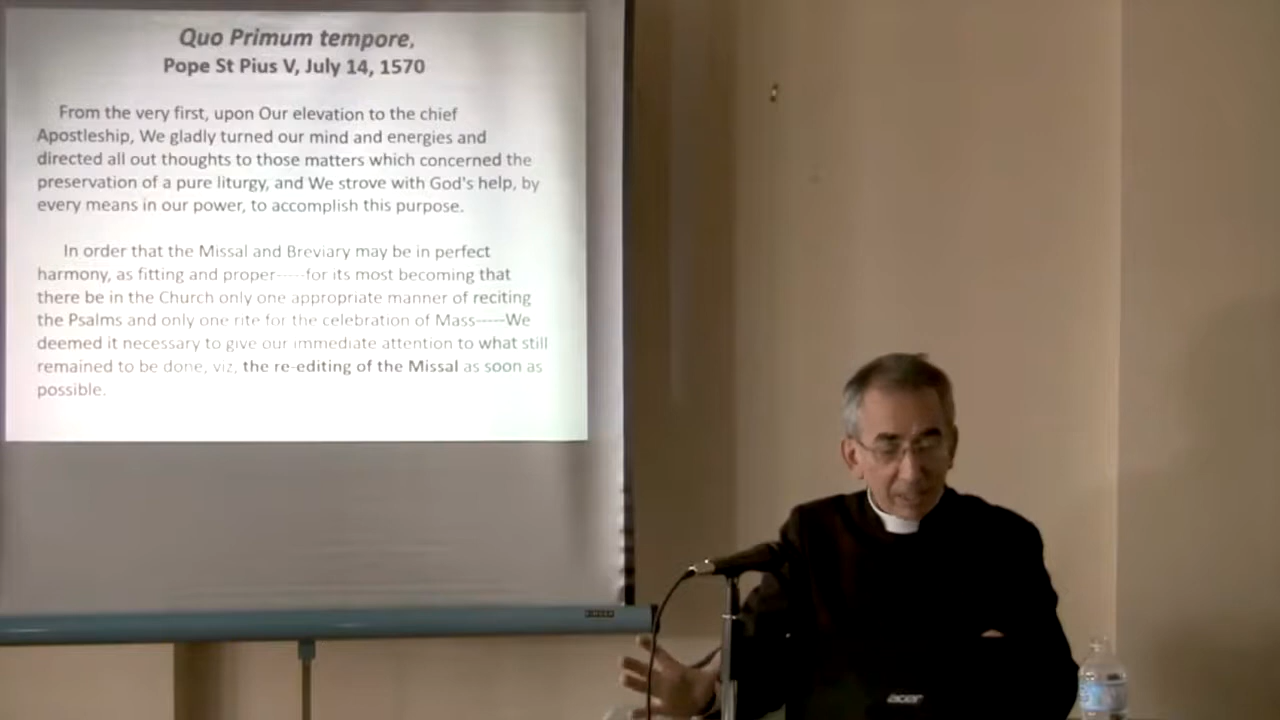 Quo Primum tempore,
Pope St Pius V, July 14, 1570
From the very first, upon Our elevation to the chief
Apostleship, We gladly turned our mind and energies and
directed all out thoughts to those matters which concerned the
preservation of a pure liturgy, and We strove with God's help, by
every means in our power, to accomplish this purpose.
In order that the Missal and Breviary may be in perfect
harmony, as fitting and proper-----for its most becoming that
there be in the Church only one appropriate manner of reciting
the Psalms and only one rite for the celebration of Mass-----We
deemed it necessary to give our immediate attention to what still
remained to be done, viz, the re-editing of the Missal as soon as
possible.
acer